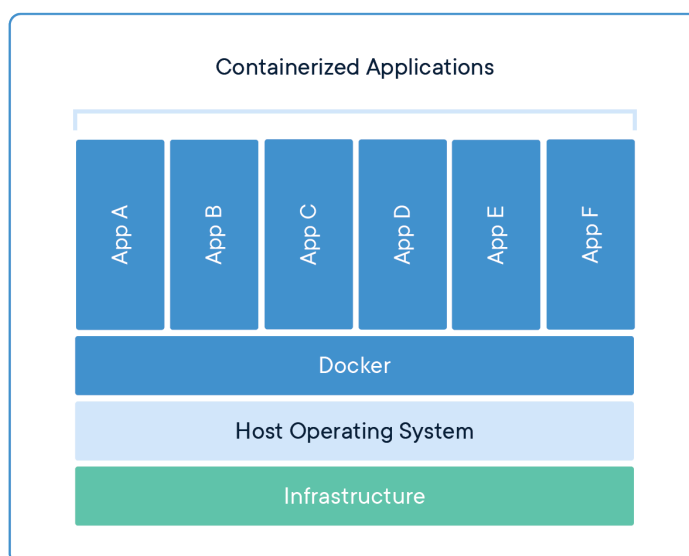 Containerized Applications
App A
App B
App C
App D
App E
App F
Docker
Host Operating System
Infrastructure